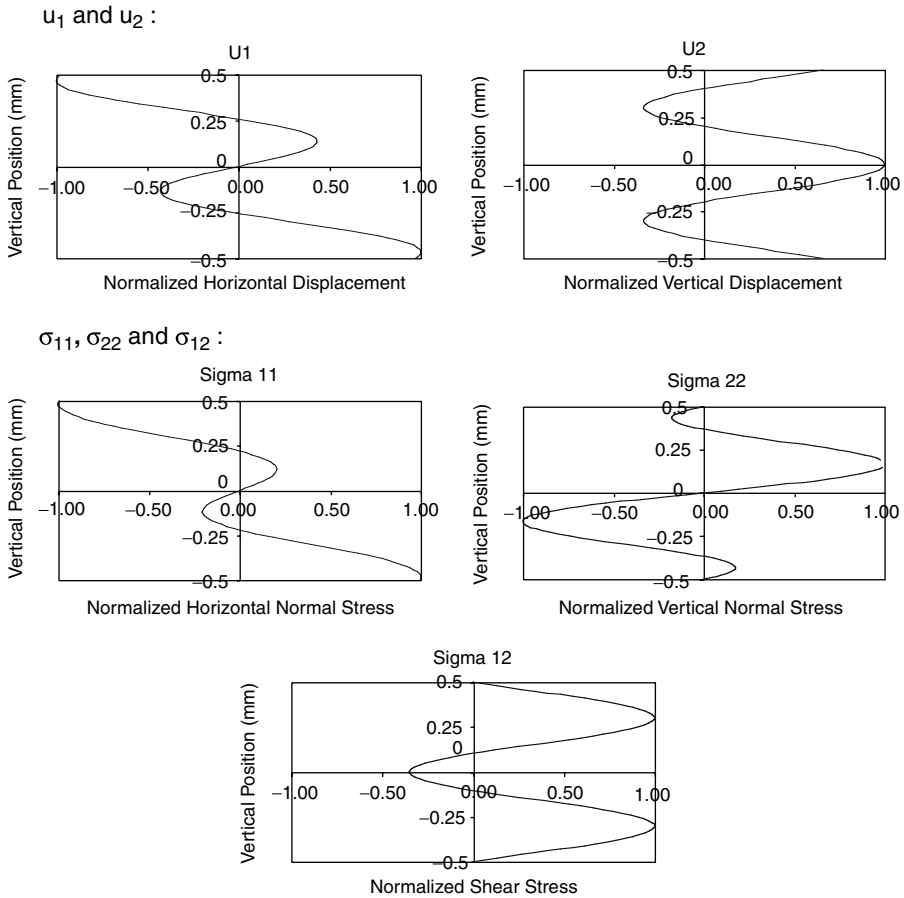 u1 and u2 :
U1
Vertical Position (mm)
0.5
0.25
0
−1.00 −0.50 0.00 0.50 1.00
−0.25
−0.5
Normalized Horizontal Displacement
U2
Vertical Position (mm)
0.5
0.25
0
−1.00 −0.50 0.00 0.50 1.00
−0.25
−0.5
Normalized Vertical Displacement
σ11, σ22 and σ12 :
Sigma 11
Vertical Position (mm)
0.5
0.25
0
−1.00 −0.50 0.00 0.50 1.00
−0.25
−0.5
Normalized Horizontal Normal Stress
Sigma 22
Vertical Position (mm)
0.5
0.25
0
−1.00 −0.50 0.00 0.50 1.00
−0.25
−0.5
Normalized Vertical Normal Stress
Sigma 12
Vertical Position (mm)
0.5
0.25
0
−1.00 −0.50 0.00 0.50 1.00
−0.25
−0.5
Normalized Shear Stress